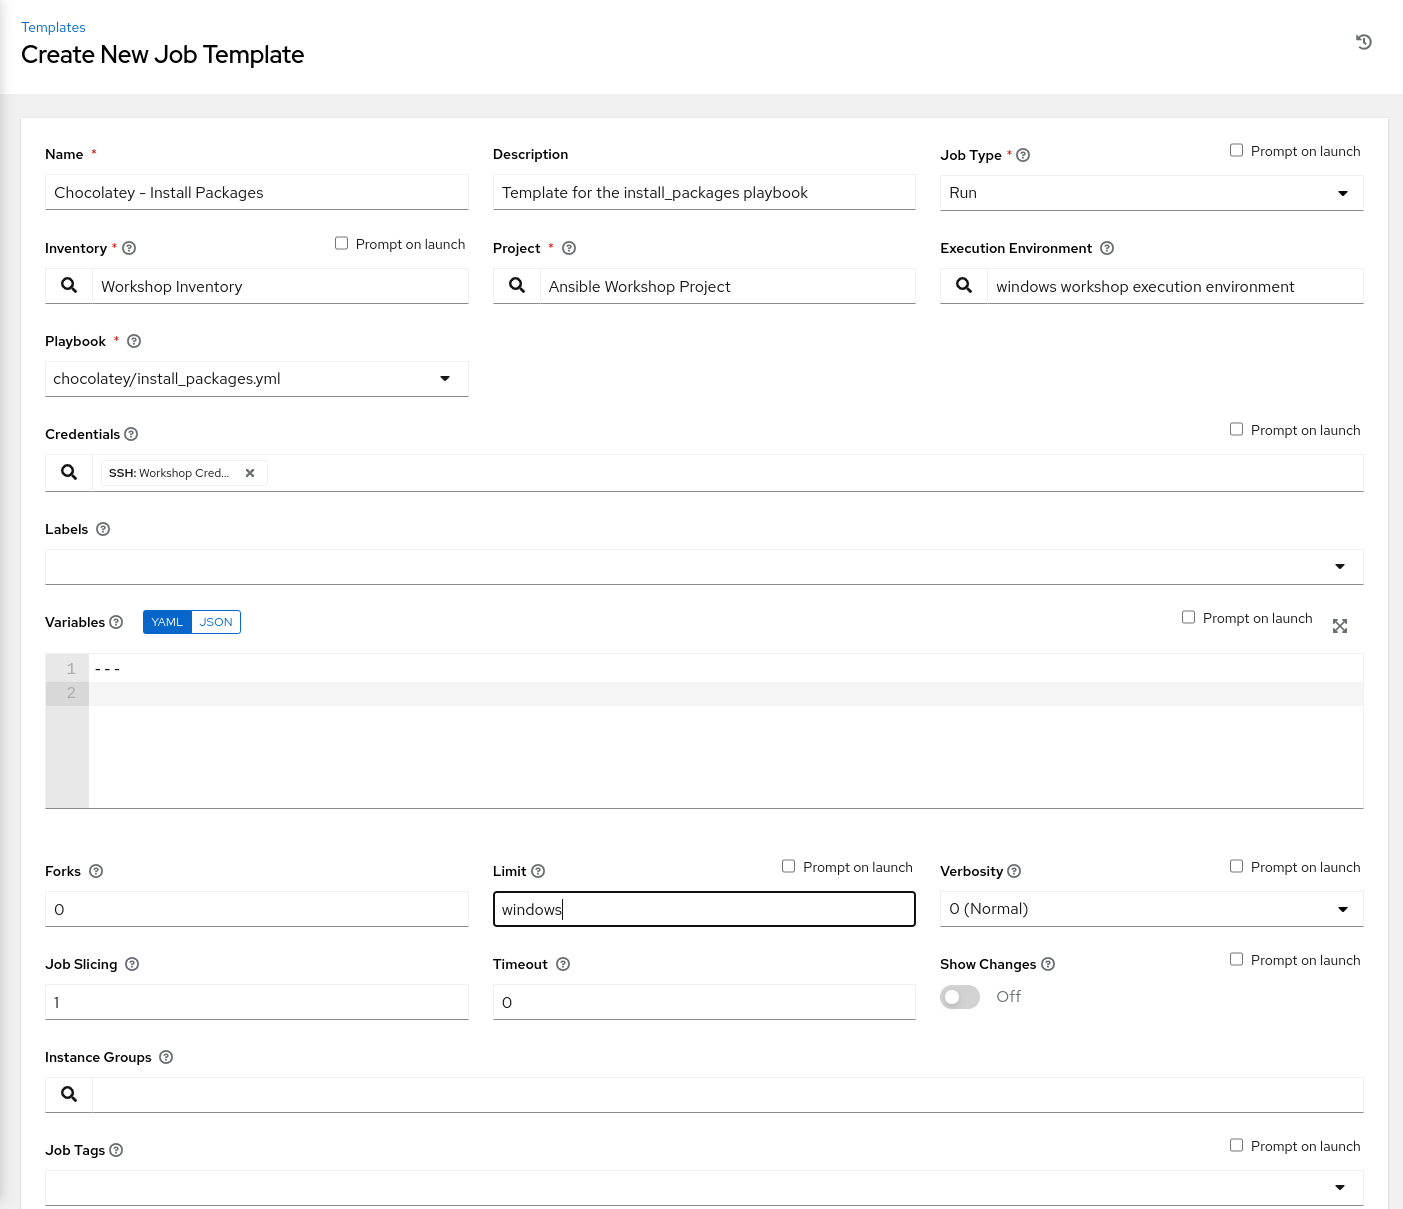 Templates
Create New Job Template
Name *
Description
Job Type *
Prompt on launch
Chocolatey - Install Packages
Template for the install_packages playbook
Run
Inventory *
Prompt on launch
Project *
Execution Environment
Workshop Inventory
Ansible Workshop Project
windows workshop execution environment
Playbook *
chocolatey/install_packages.yml
Credentials
Prompt on launch
SSH: Workshop Cred...
Labels
Variables
YAML
JSON
Prompt on launch
1
---
2
Forks
Limit
Prompt on launch
Verbosity
Prompt on launch
0
windows
0 (Normal)
Job Slicing
Timeout
Show Changes
Prompt on launch
1
0
Off
Instance Groups
Job Tags
Prompt on launch